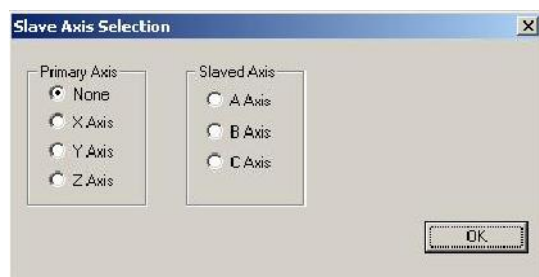 Slave Axis Selection
Primary Axis
None
X Axis
Y Axis
Z Axis
Slaved Axis
A Axis
B Axis
C Axis
OK